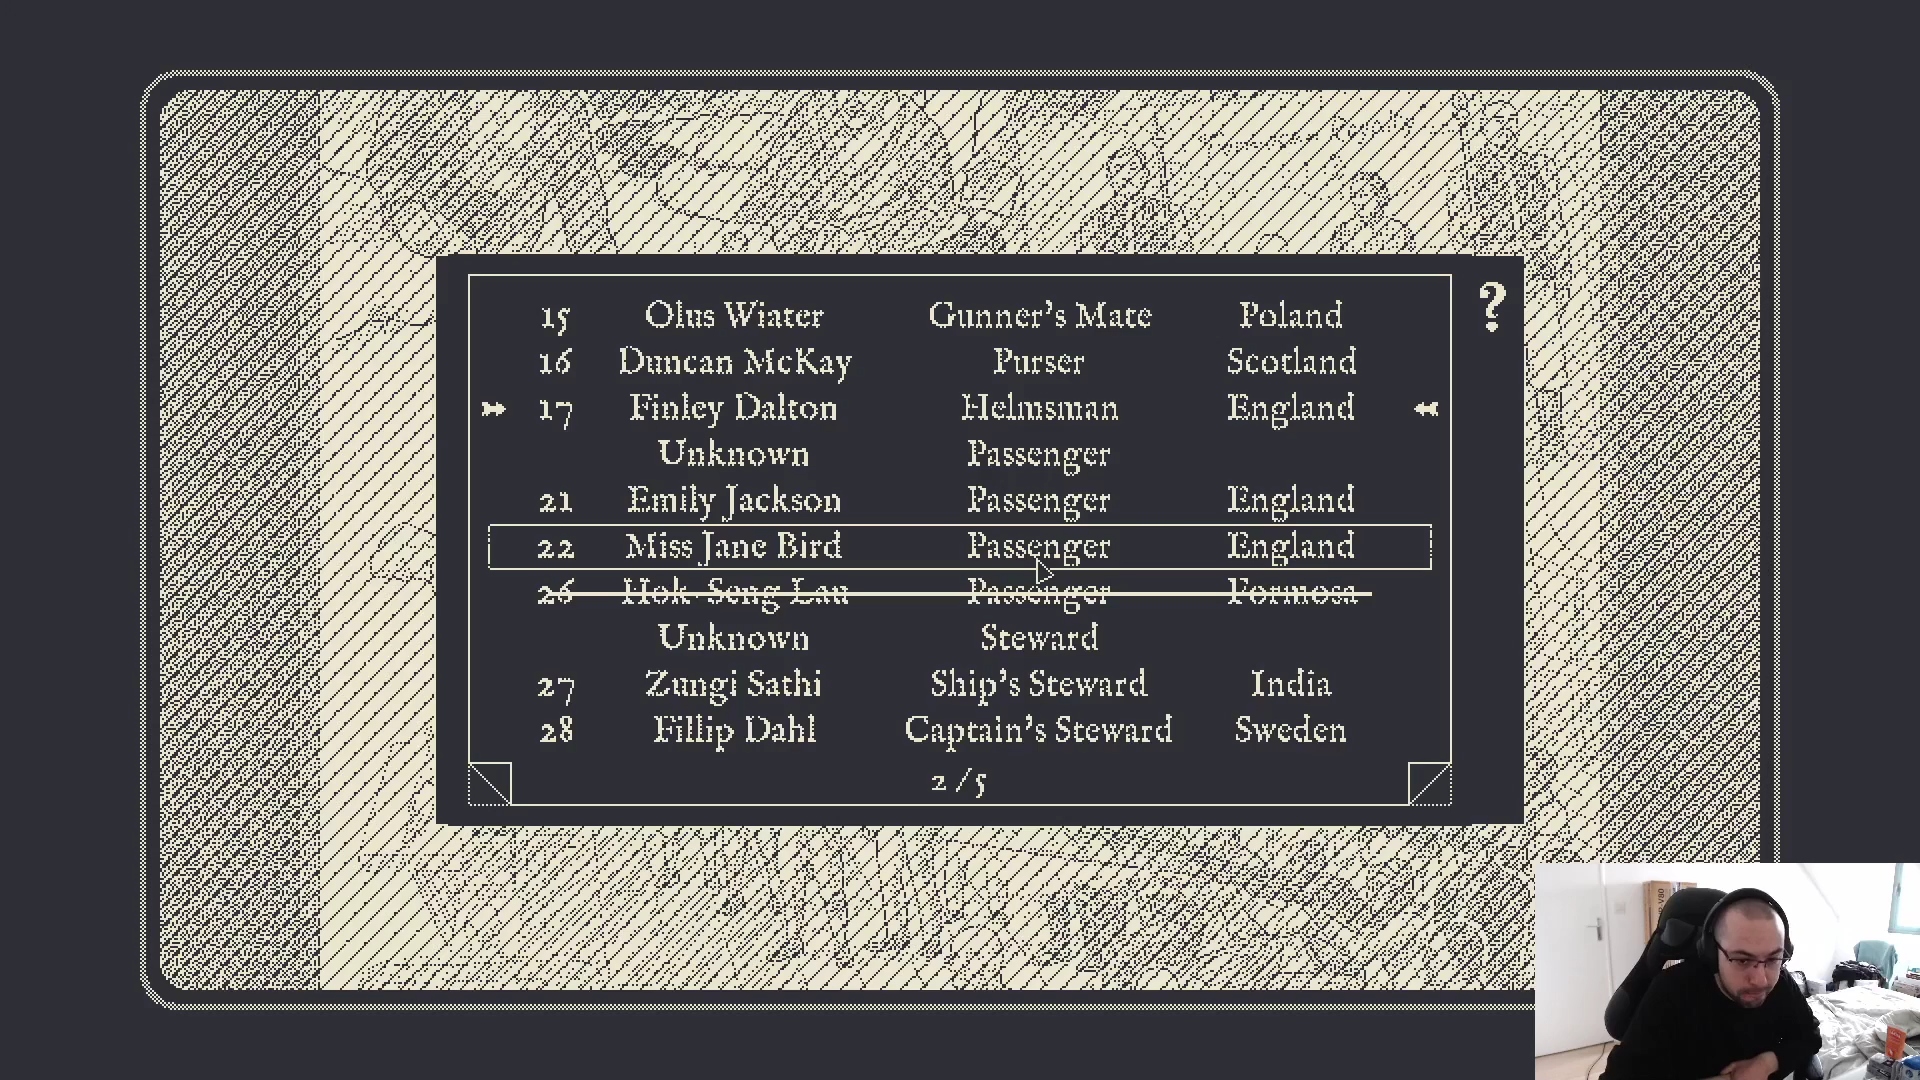 15 Olus Wiater Gunner's Mate Poland
?
16 Duncan McKay Purser Scotland
17 Finley Dalton Helmsman England
Unknown Passenger
21 Emily Jackson Passenger England
22 Miss Jane Bird Passenger England
26 Hok-Seng Lau Passenger Formosa
Unknown Steward
27 Zungi Sathi Ship's Steward India
28 Fillip Dahl Captain's Steward Sweden
2/5